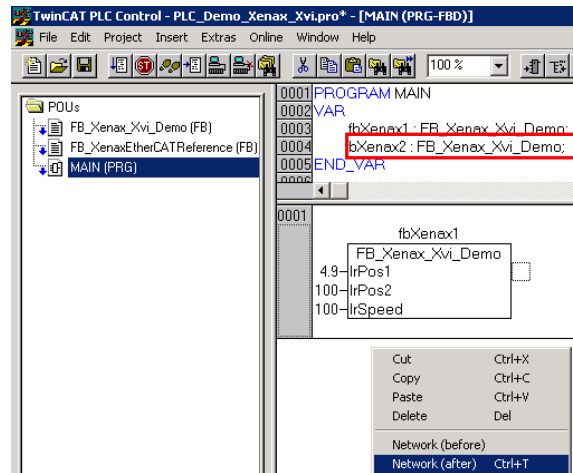 TwinCAT PLC Control - PLC_Demo_Xenax_Xvi.pro* - [MAIN (PRG-FBD)]
File Edit Project Insert Extras Online Window Help
100 %
POUs
FB_Xenax_Xvi_Demo (FB)
FB_XenaxEtherCATReference (FB)
MAIN (PRG)
0001 PROGRAM MAIN
0002 VAR
0003 fbXenax1 : FB_Xenax_Xvi_Demo;
0004 bXenax2 : FB_Xenax_Xvi_Demo;
0005 END_VAR
0001
fbXenax1
FB_Xenax_Xvi_Demo
4.9 lrPos1
100 lrPos2
100 lrSpeed
Cut Ctrl+X
Copy Ctrl+C
Paste Ctrl+V
Delete Del
Network (before)
Network (after) Ctrl+T